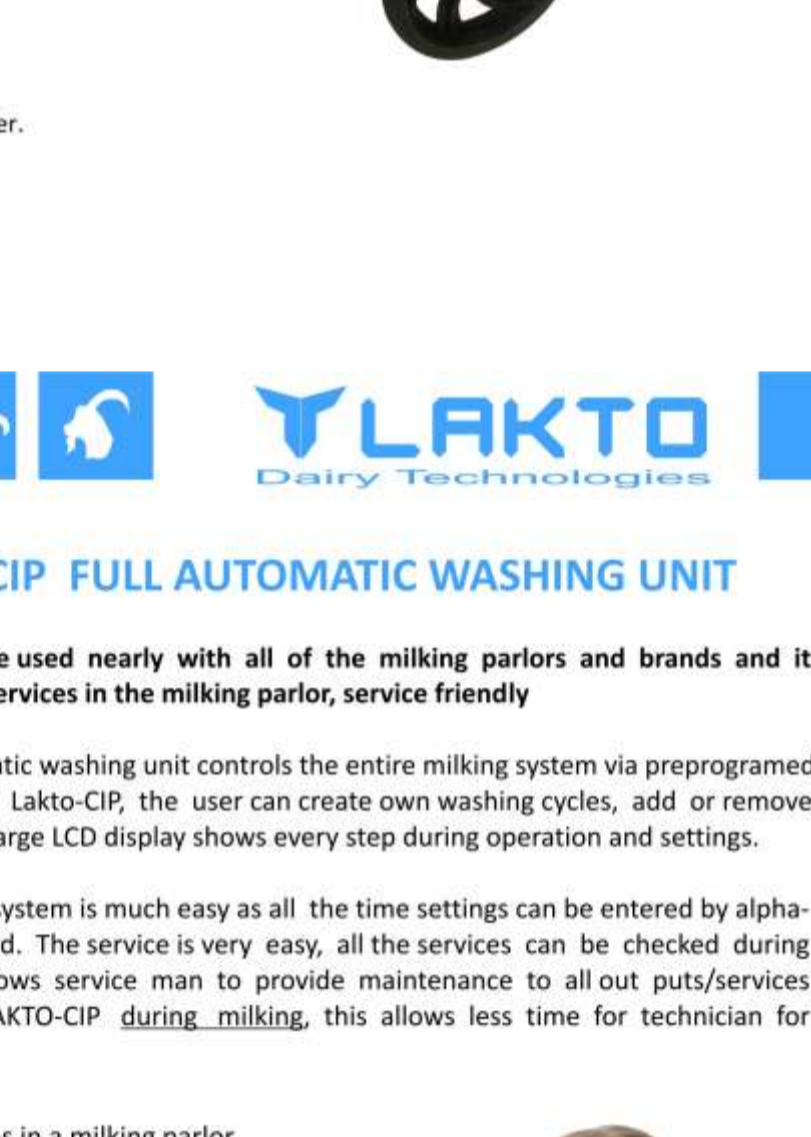 er.
LAKTO
Dairy Technologies
CIP FULL AUTOMATIC WASHING UNIT
e used nearly with all of the milking parlors and brands and it
ervices in the milking parlor, service friendly
atic washing unit controls the entire milking system via preprogramed
Lakto-CIP, the user can create own washing cycles, add or remove
arge LCD display shows every step during operation and settings.
system is much easy as all the time settings can be entered by alpha-
d. The service is very easy, all the services can be checked during
ows service man to provide maintenance to all out puts/services
AKTO-CIP during milking, this allows less time for technician for
s in a milking parlor